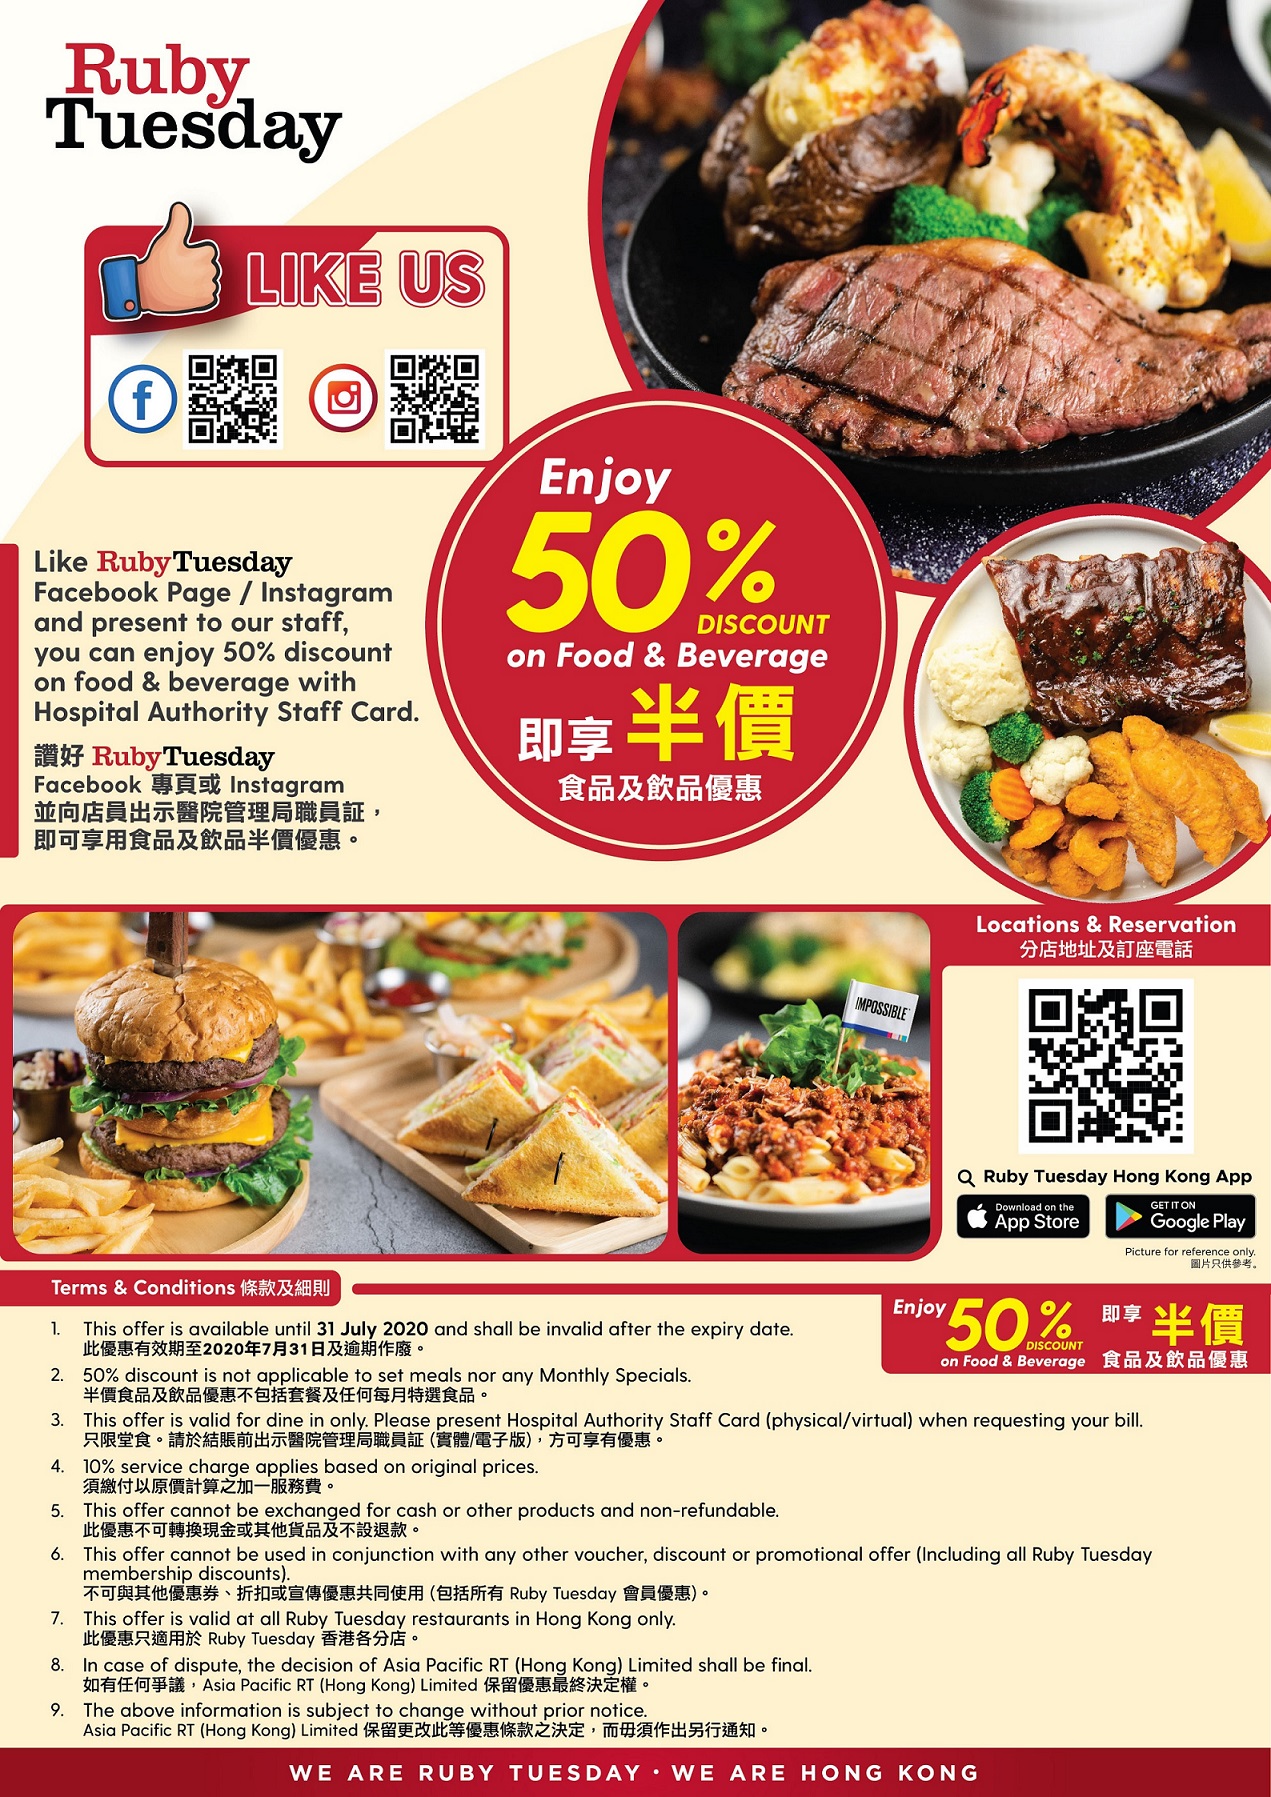 Ruby
Tuesday
LIKE US
Enjoy
50%
DISCOUNT
on Food & Beverage
即享 半價
食品及飲品優惠
Like Ruby Tuesday
Facebook Page / Instagram
and present to our staff,
you can enjoy 50% discount
on food & beverage with
Hospital Authority Staff Card.
讚好 Ruby Tuesday
Facebook 專頁或 Instagram
並向店員出示醫院管理局職員証，
即可享用食品及飲品半價優惠。
IMPOSSIBLE
Locations & Reservation
分店地址及訂座電話
Ruby Tuesday Hong Kong App
Download on the
App Store
GET IT ON
Google Play
Picture for reference only.
圖片只供參考。
Terms & Conditions 條款及細則
Enjoy 50% DISCOUNT
on Food & Beverage
即享 半價
食品及飲品優惠
1. This offer is available until 31 July 2020 and shall be invalid after the expiry date.
此優惠有效期至2020年7月31日及逾期作廢。
2. 50% discount is not applicable to set meals nor any Monthly Specials.
半價食品及飲品優惠不包括套餐及任何每月特選食品。
3. This offer is valid for dine in only. Please present Hospital Authority Staff Card (physical/virtual) when requesting your bill.
只限堂食。請於結賬前出示醫院管理局職員証 (實體/電子版)，方可享有優惠。
4. 10% service charge applies based on original prices.
須繳付以原價計算之加一服務費。
5. This offer cannot be exchanged for cash or other products and non-refundable.
此優惠不可轉換現金或其他貨品及不設退款。
6. This offer cannot be used in conjunction with any other voucher, discount or promotional offer (Including all Ruby Tuesday
membership discounts).
不可與其他優惠券、折扣或宣傳優惠共同使用 (包括所有 Ruby Tuesday 會員優惠)。
7. This offer is valid at all Ruby Tuesday restaurants in Hong Kong only.
此優惠只適用於 Ruby Tuesday 香港各分店。
8. In case of dispute, the decision of Asia Pacific RT (Hong Kong) Limited shall be final.
如有任何爭議，Asia Pacific RT (Hong Kong) Limited 保留優惠最終決定權。
9. The above information is subject to change without prior notice.
Asia Pacific RT (Hong Kong) Limited 保留更改此等優惠條款之決定，而毋須作出另行通知。
WE ARE RUBY TUESDAY · WE ARE HONG KONG